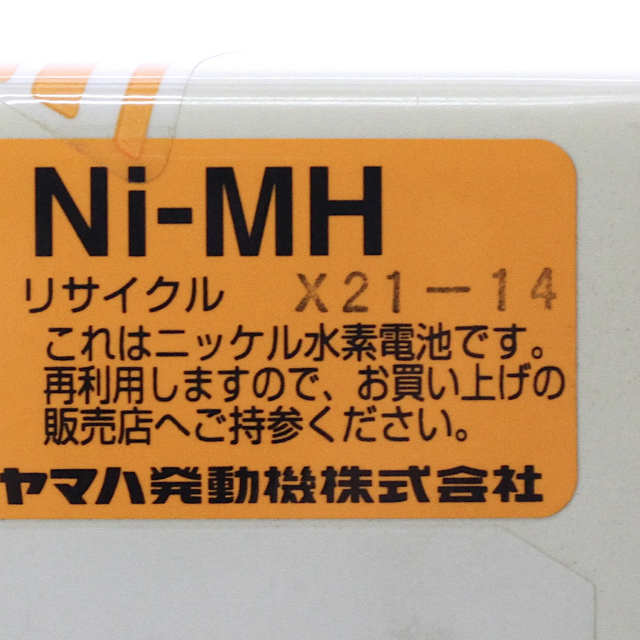 Ni-MH
リサイクル X21-14
これはニッケル水素電池です。
再利用しますので、お買い上げの
販売店へご持参ください。
ヤマハ発動機株式会社